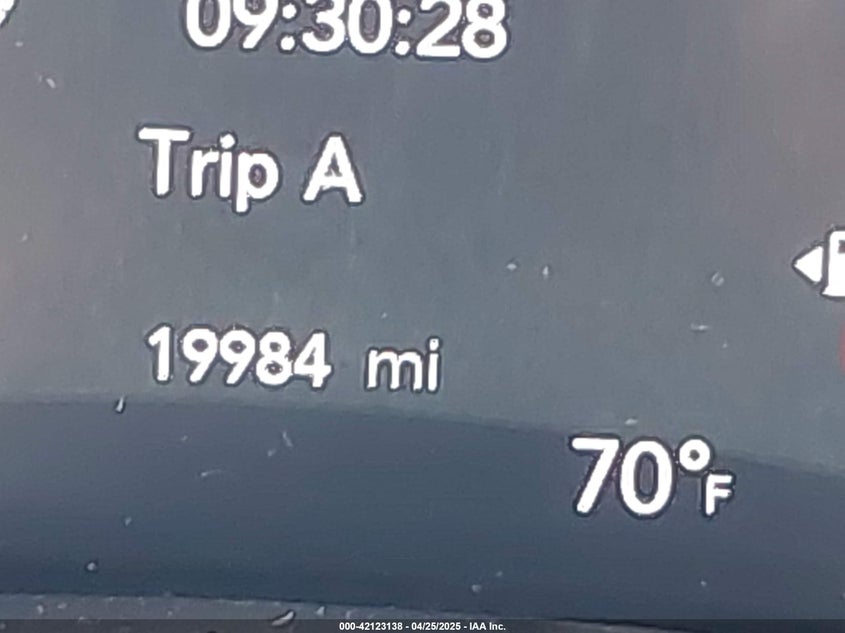 09:30:28
Trip A
19984 mi
70°F
000-42123138 - 04/25/2025 - IAA Inc.